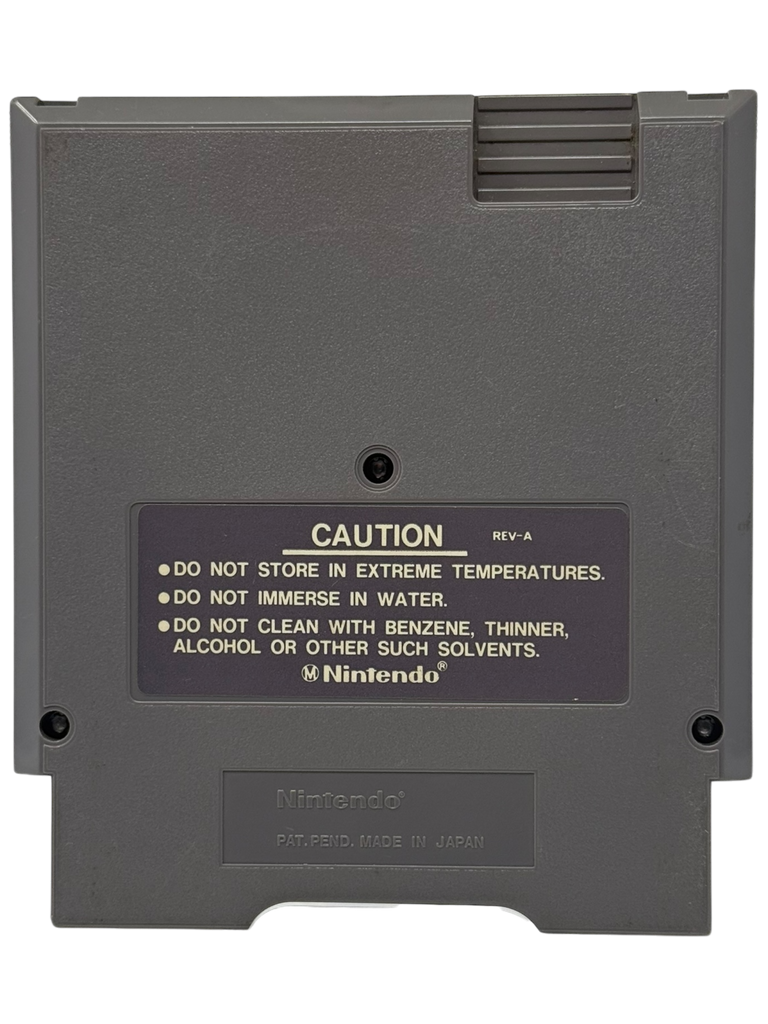 CAUTION REV-A
●DO NOT STORE IN EXTREME TEMPERATURES.
●DO NOT IMMERSE IN WATER.
●DO NOT CLEAN WITH BENZENE, THINNER,
ALCOHOL OR OTHER SUCH SOLVENTS.
Ⓜ Nintendo®
Nintendo®
PAT. PEND. MADE IN JAPAN